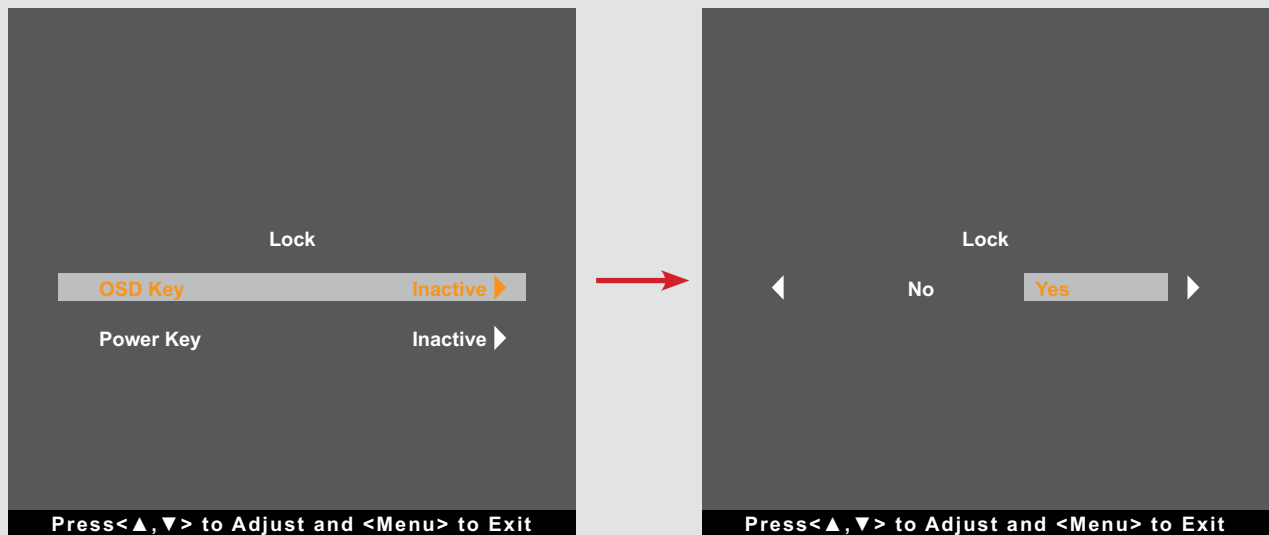 Lock
OSD Key Inactive
Power Key Inactive
Press<▲,▼> to Adjust and <Menu> to Exit
Lock
No Yes
Press<▲,▼> to Adjust and <Menu> to Exit